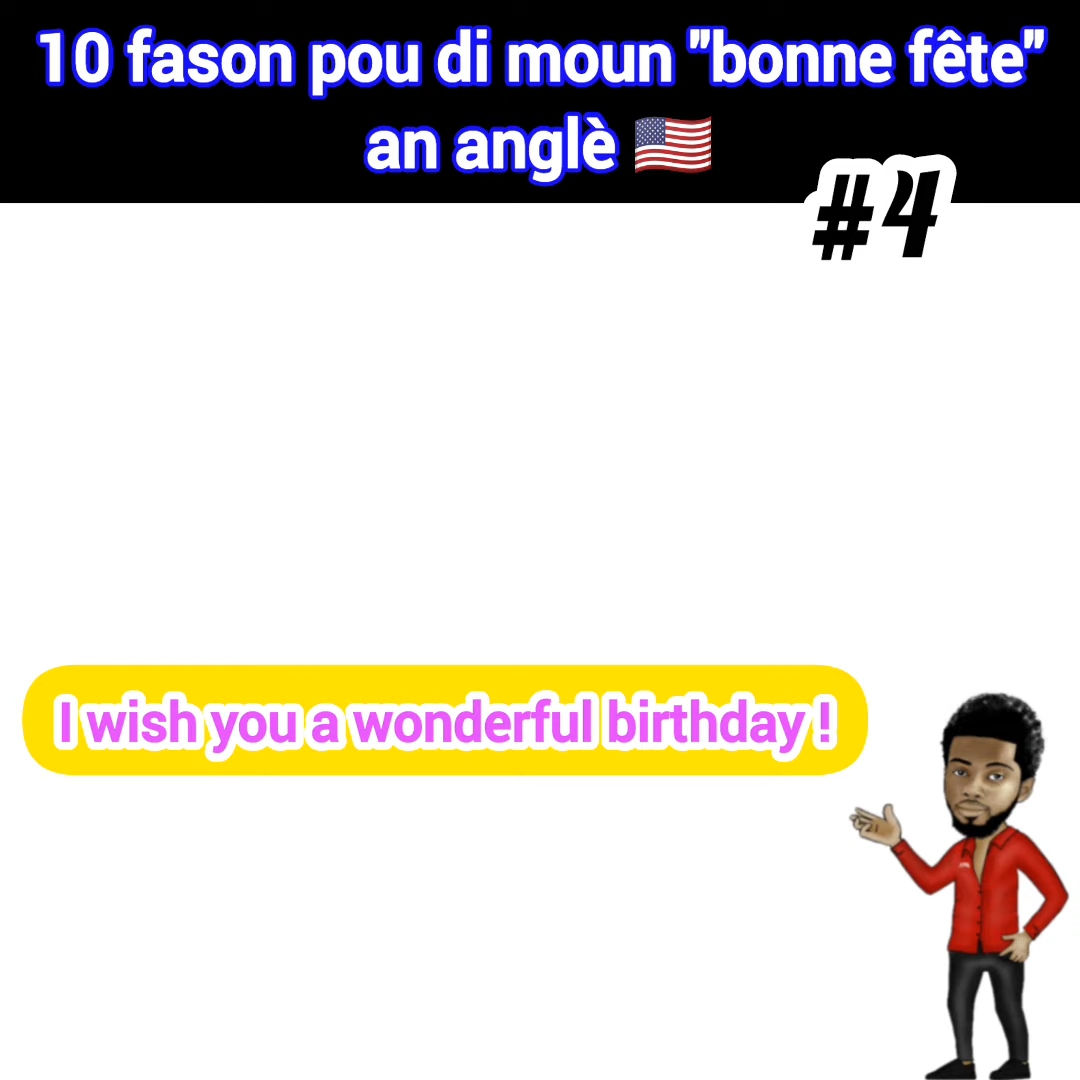 10 fason pou di moun "bonne fête"
an anglè 🇺🇸
#4
I wish you a wonderful birthday !